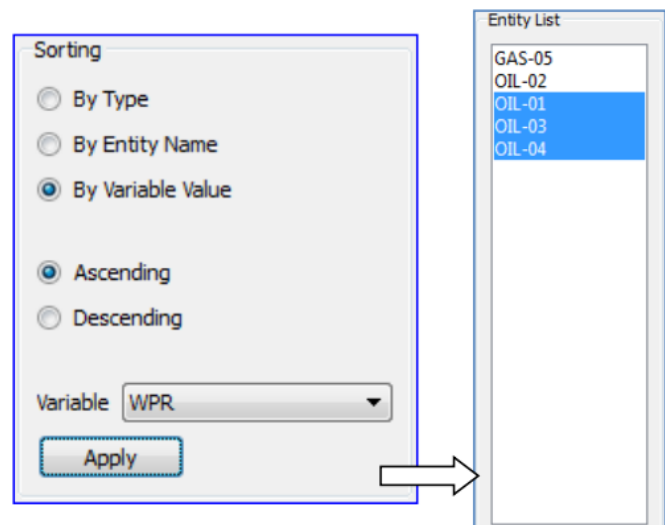 Sorting
By Type
By Entity Name
By Variable Value
Ascending
Descending
Variable WPR
Apply
Entity List
GAS-05
OIL-02
OIL-01
OIL-03
OIL-04